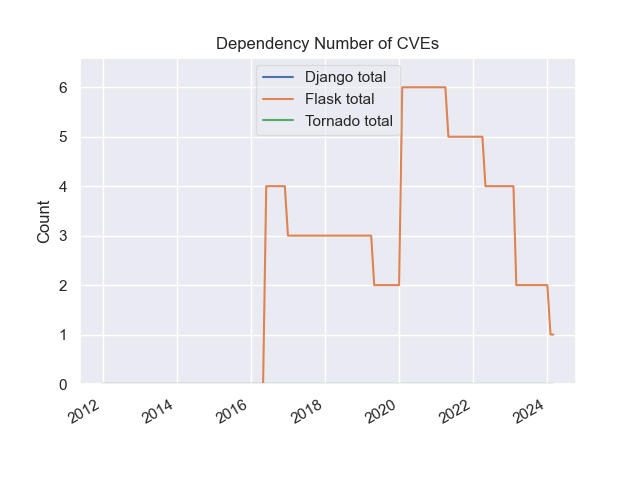 Dependency Number of CVEs
Django total
Flask total
Tornado total
Count
6
5
4
3
2
1
0
2012
2014
2016
2018
2020
2022
2024